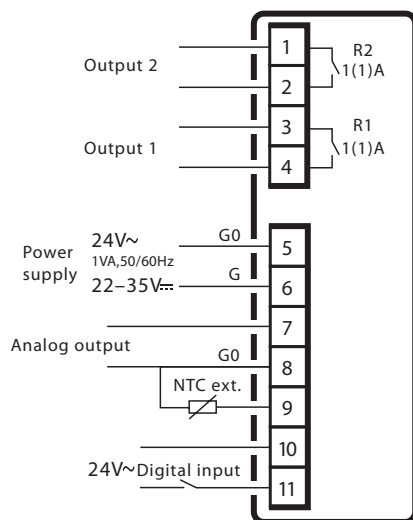 Output 2
1
2
R2
1(1)A
Output 1
3
4
R1
1(1)A
Power
supply
24V~
1VA,50/60Hz
22–35V⎓
G0
5
G
6
Analog output
7
G0
8
NTC ext.
9
10
24V~Digital input
11